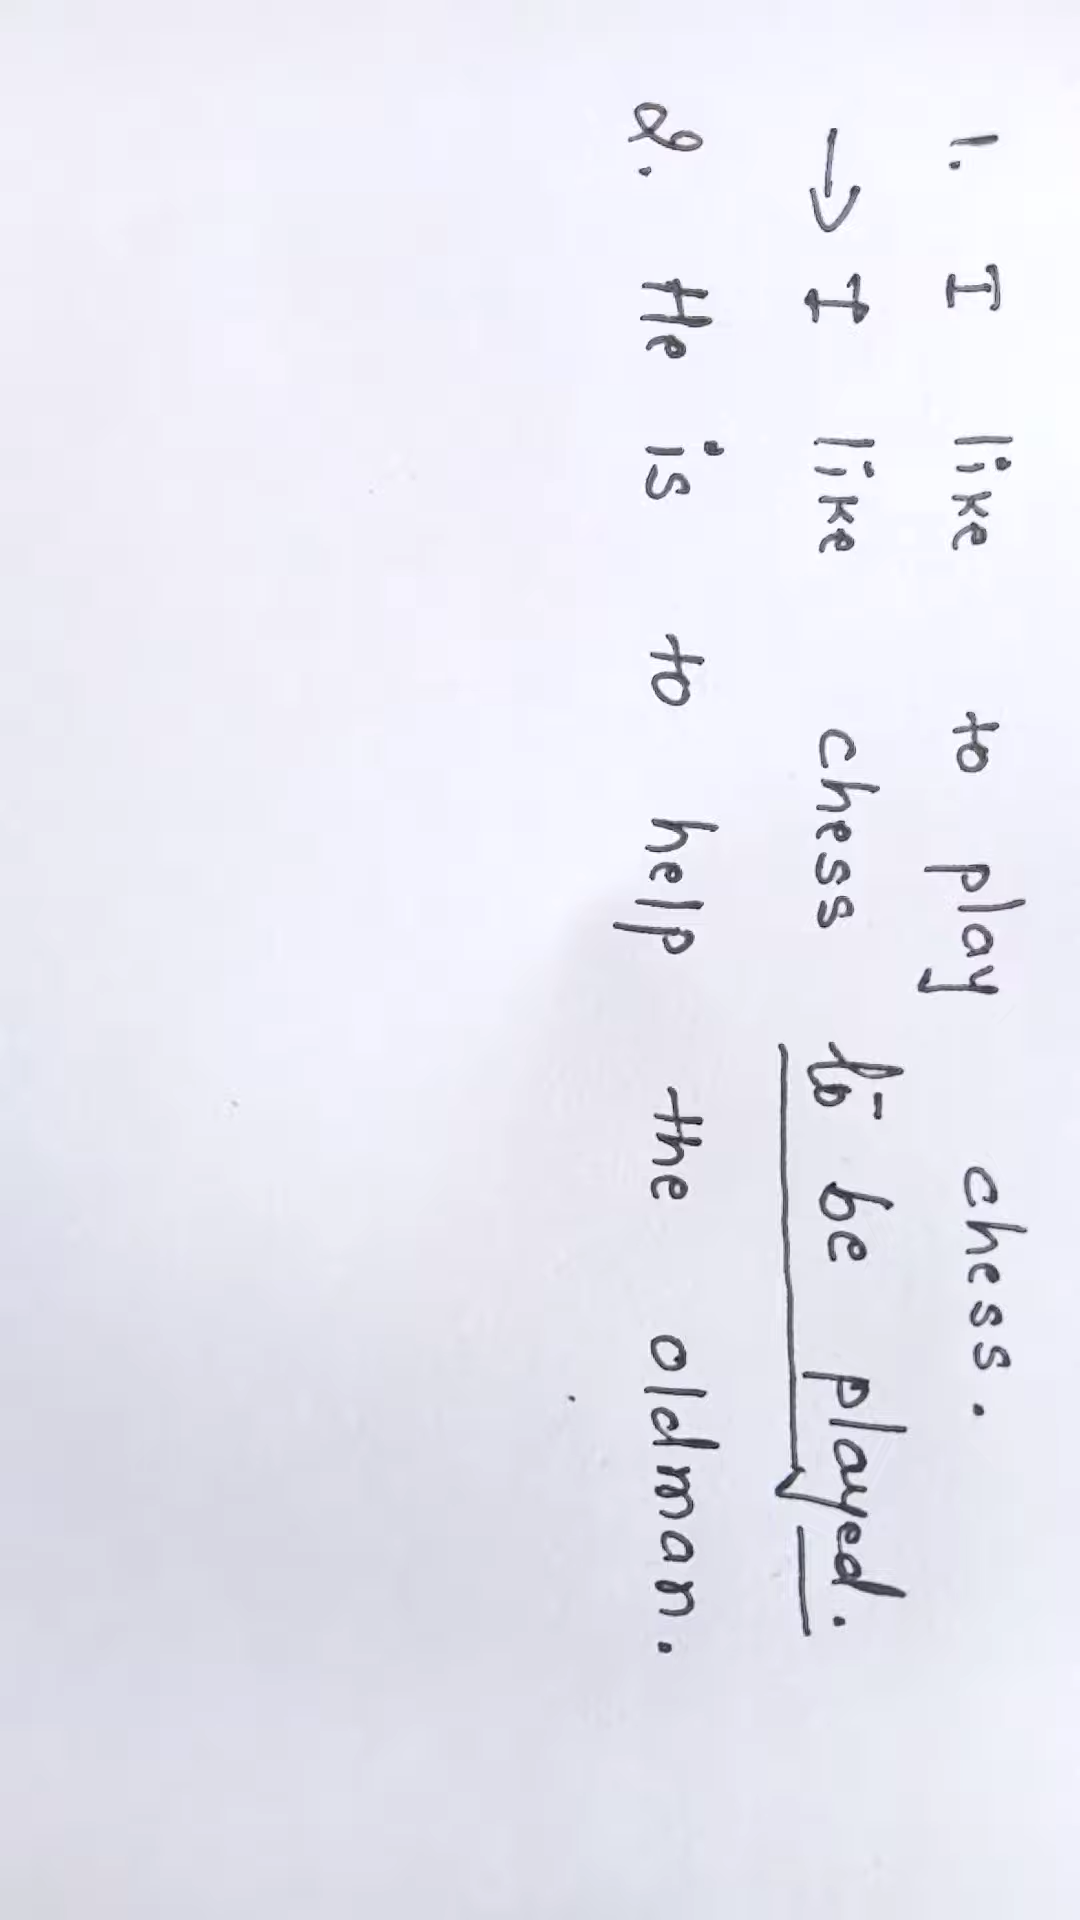 1. I like to play chess.
→ I like chess to be played.
2. He is to help the oldman.